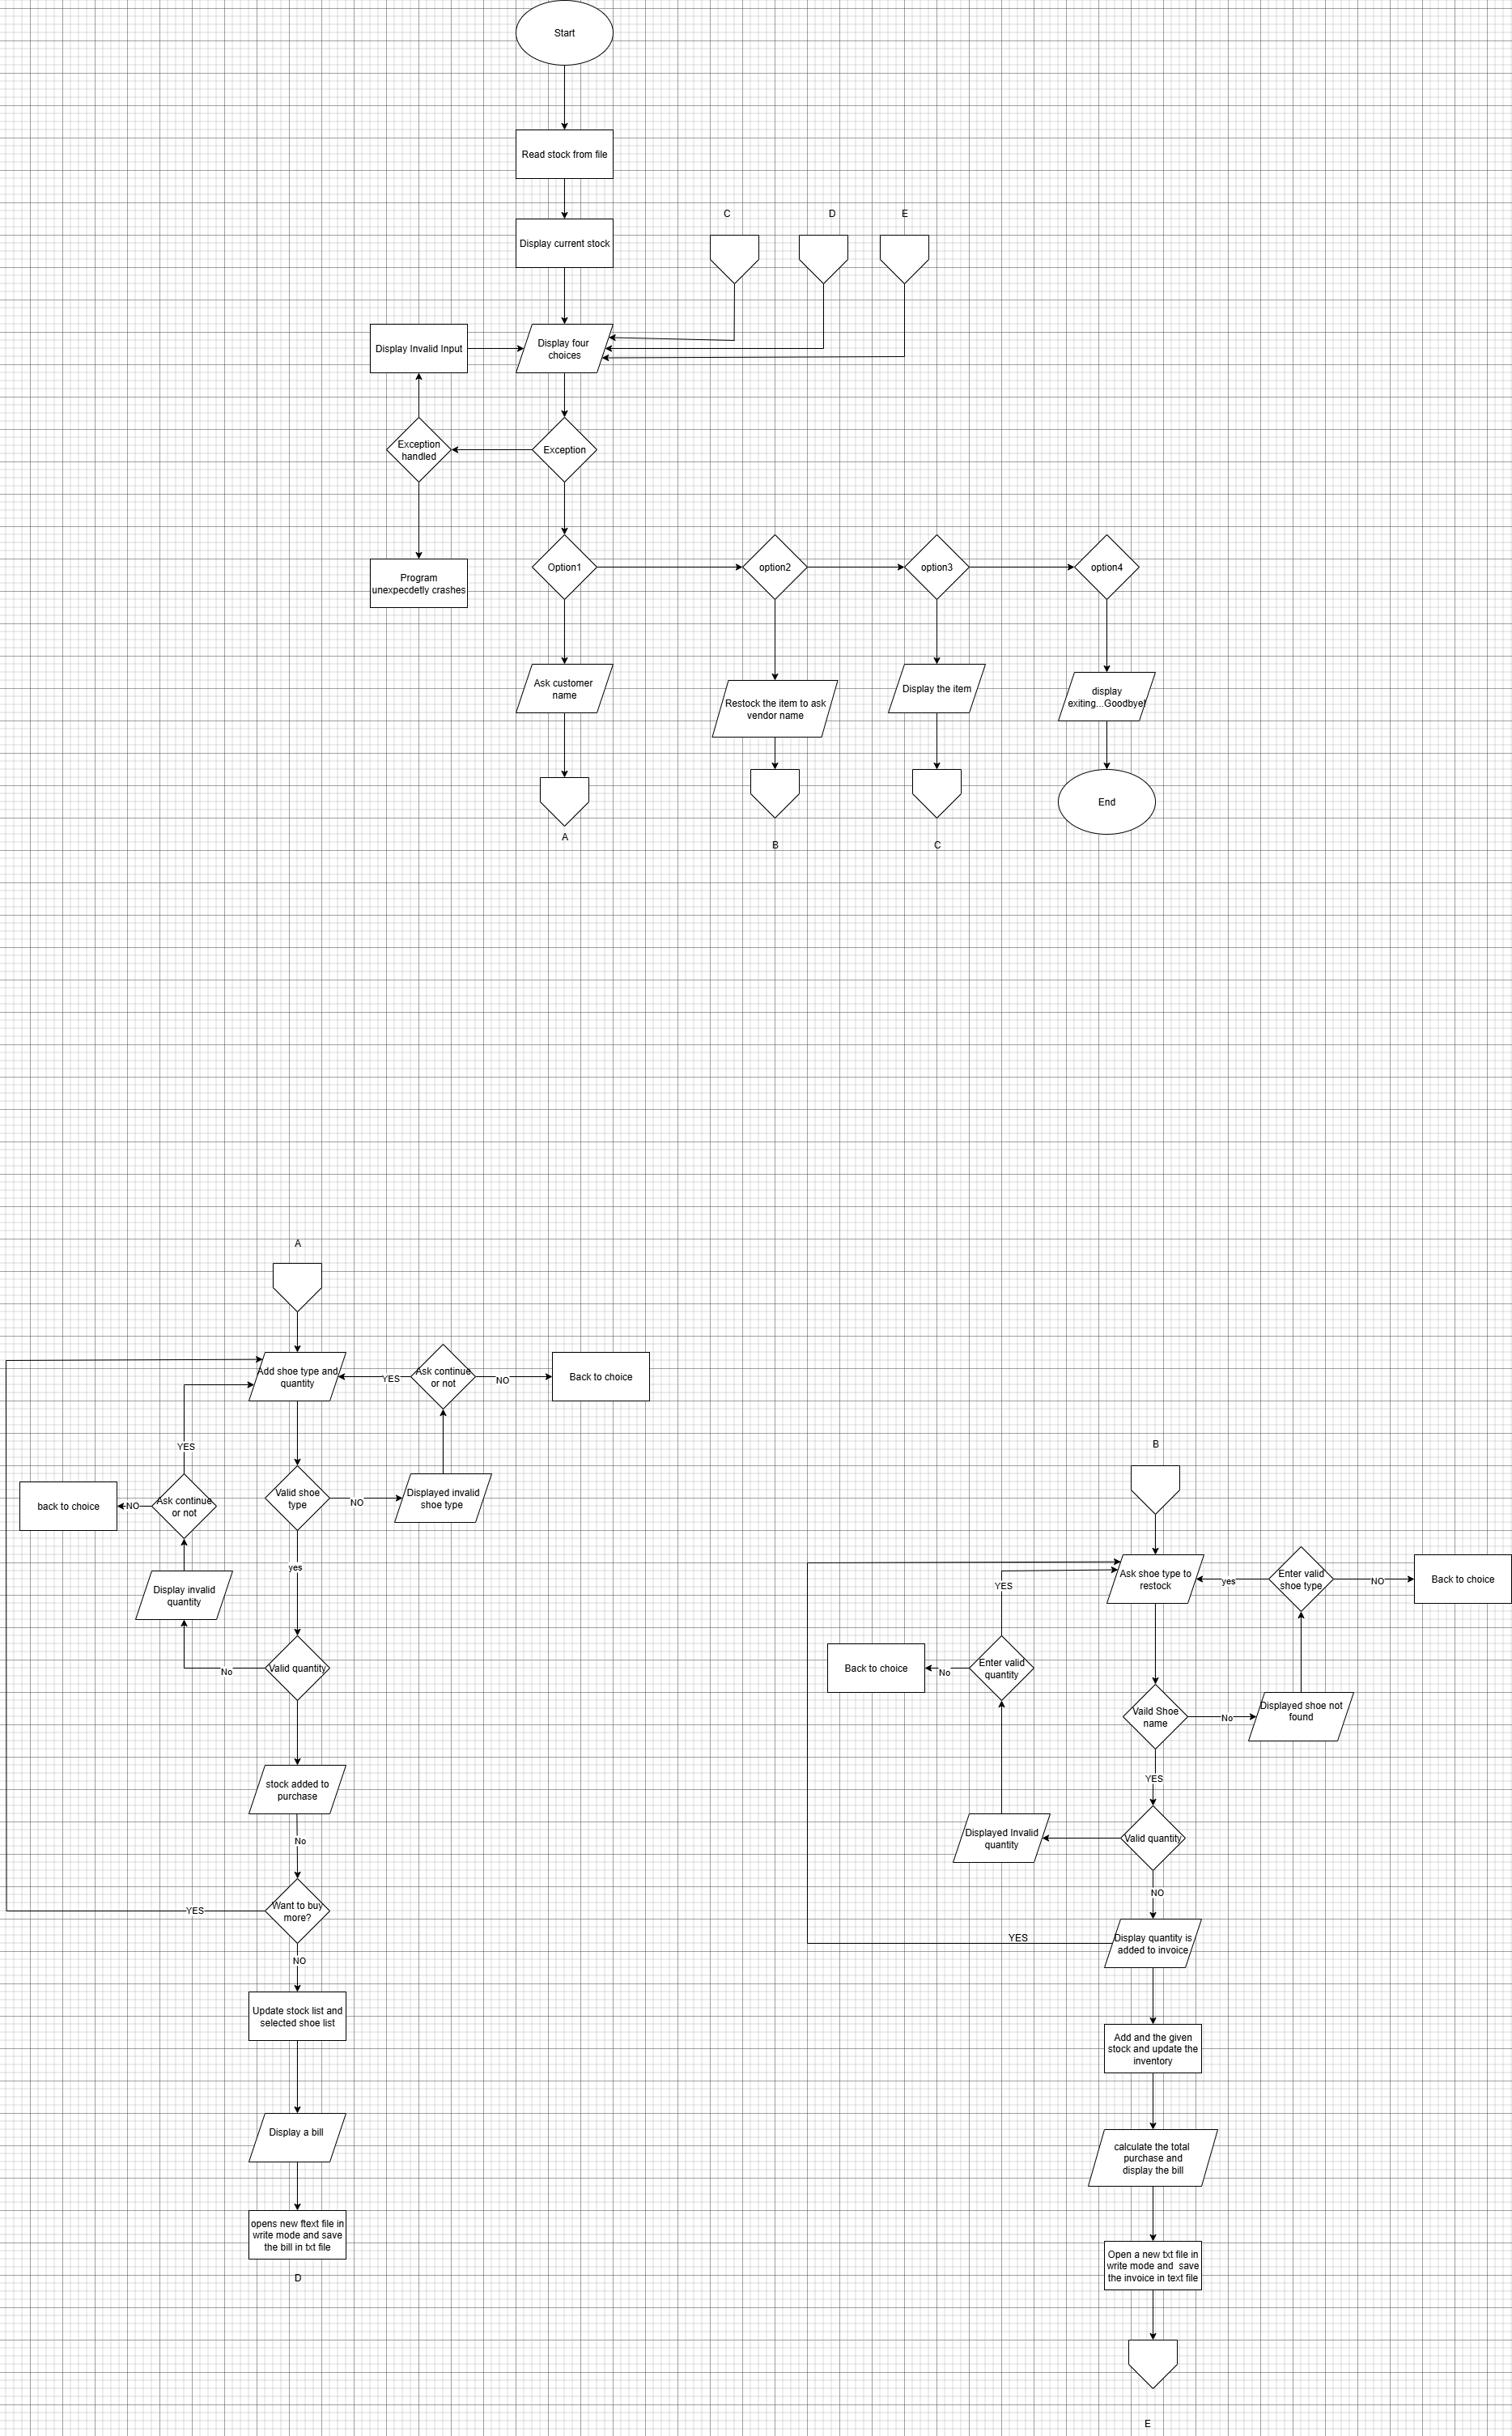 Start
Read stock from file
C
D
E
Display current stock
Display Invalid Input
Display four
choices
Exception
handled
Exception
Program
unexpecdetly crashes
Option1
option2
option3
option4
Ask customer
name
Restock the item to ask
vendor name
Display the item
display
exiting...Goodbye!
End
A
B
C
A
Add shoe type and
quantity
YES
Ask continue
or not
NO
Back to choice
YES
back to choice
NO
Ask continue
or not
Valid shoe
type
NO
Displayed invalid
shoe type
yes
Display invalid
quantity
No
Valid quantity
stock added to
purchase
No
YES
Want to buy
more?
NO
Update stock list and
selected shoe list
Display a bill
opens new ftext file in
write mode and save
the bill in txt file
D
B
Ask shoe type to
restock
yes
Enter valid
shoe type
NO
Back to choice
YES
Back to choice
No
Enter valid
quantity
Vaild Shoe
name
No
Displayed shoe not
found
YES
Displayed Invalid
quantity
Valid quantity
NO
YES
Display quantity is
added to invoice
Add and the given
stock and update the
inventory
calculate the total
purchase and
display the bill
Open a new txt file in
write mode and  save
the invoice in text file
E